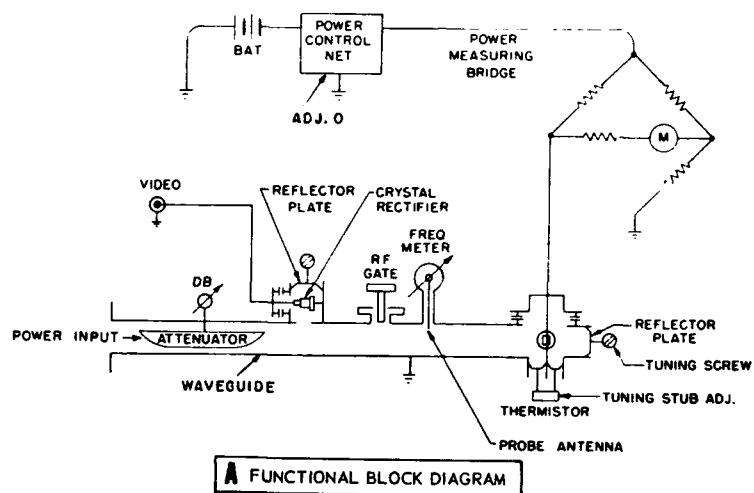 POWER
CONTROL
NET
BAT
POWER
MEASURING
BRIDGE
ADJ. O
M
VIDEO
REFLECTOR
PLATE
CRYSTAL
RECTIFIER
FREQ
METER
RF
GATE
DB
POWER INPUT
ATTENUATOR
REFLECTOR
PLATE
WAVEGUIDE
TUNING SCREW
THERMISTOR
TUNING STUB ADJ.
PROBE ANTENNA
A FUNCTIONAL BLOCK DIAGRAM